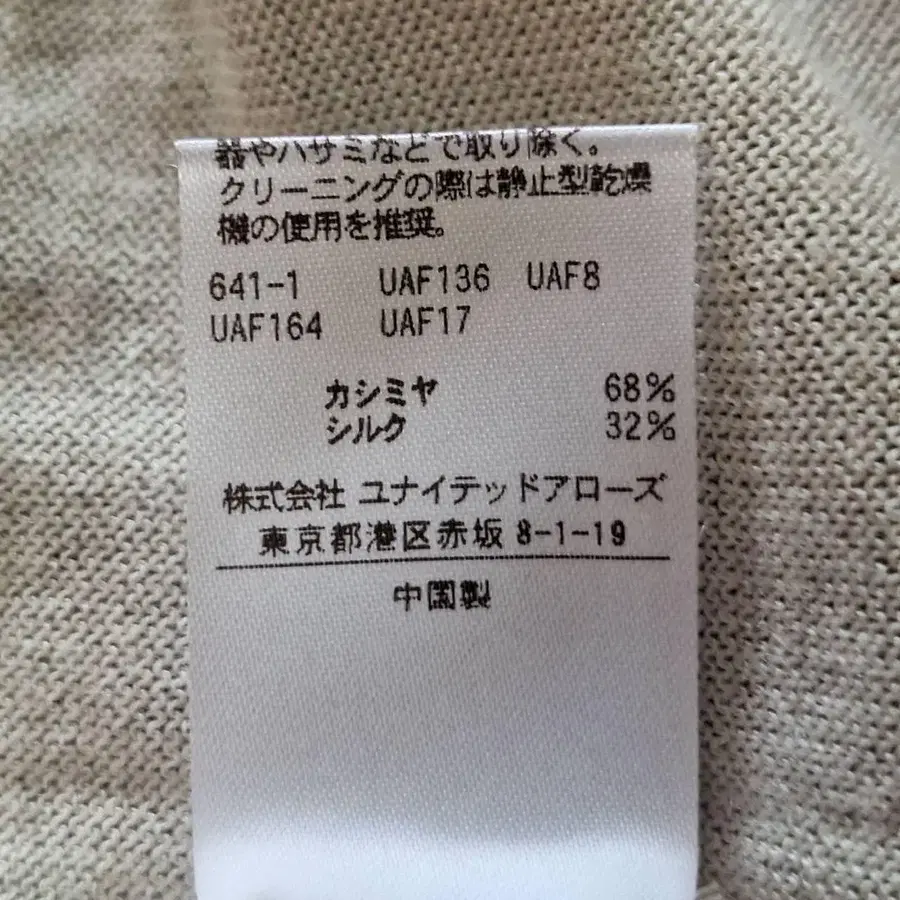 器やハサミなどで取り除く。
クリーニングの際は静止型乾燥
機の使用を推奨。
641-1 UAF136 UAF8
UAF164 UAF17
カシミヤ 68%
シルク 32%
株式会社 ユナイテッドアローズ
東京都港区赤坂 8-1-19
中国製